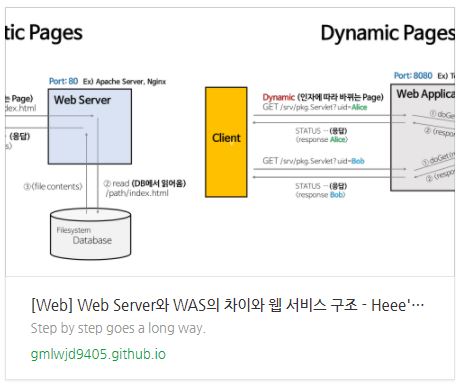 tic Pages
Dynamic Pages
Port: 80 Ex) Apache Server, Nginx
Web Server
는 Page)
dex.html
(응답)
s)
③(file contents)
② read (DB에서 읽어옴)
/path/index.html
Filesystem
Database
Client
Dynamic (인자에 따라 바뀌는 Page)
GET /srv/pkg.Servlet?uid=Alice
STATUS ... (응답)
(response Alice)
GET /srv/pkg.Servlet?uid=Bob
STATUS ... (응답)
(response Bob)
Port: 8080 Ex) T
Web Applica
① doGe
② (respo
① doGet(
② (respo
[Web] Web Server와 WAS의 차이와 웹 서비스 구조 - Heee'…
Step by step goes a long way.
gmlwjd9405.github.io